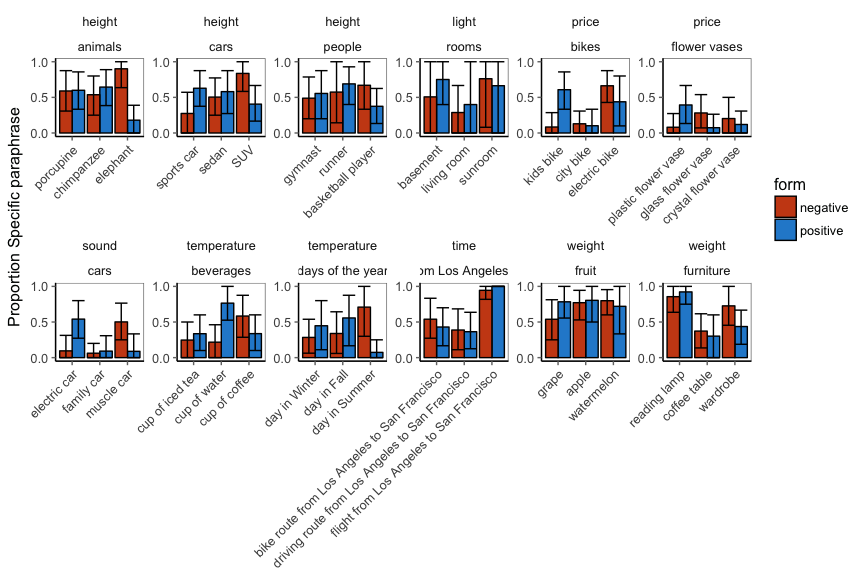 height height height light price price
animals cars people rooms bikes flower vases
1.0 1.0 1.0 1.0 1.0 1.0
0.5 0.5 0.5 0.5 0.5 0.5
0.0 0.0 0.0 0.0 0.0 0.0
porcupine chimpanzee elephant sports car sedan SUV gymnast runner basketball player basement living room sunroom kids bike city bike electric bike plastic flower vase glass flower vase crystal flower vase
Proportion Specific paraphrase
form
negative
positive
sound temperature temperature time weight weight
cars beverages days of the year om Los Angeles fruit furniture
1.0 1.0 1.0 1.0 1.0 1.0
0.5 0.5 0.5 0.5 0.5 0.5
0.0 0.0 0.0 0.0 0.0 0.0
electric car family car muscle car cup of iced tea cup of water cup of coffee day in Winter day in Fall day in Summer bike route from Los Angeles to San Francisco driving route from Los Angeles to San Francisco flight from Los Angeles to San Francisco grape apple watermelon reading lamp coffee table wardrobe